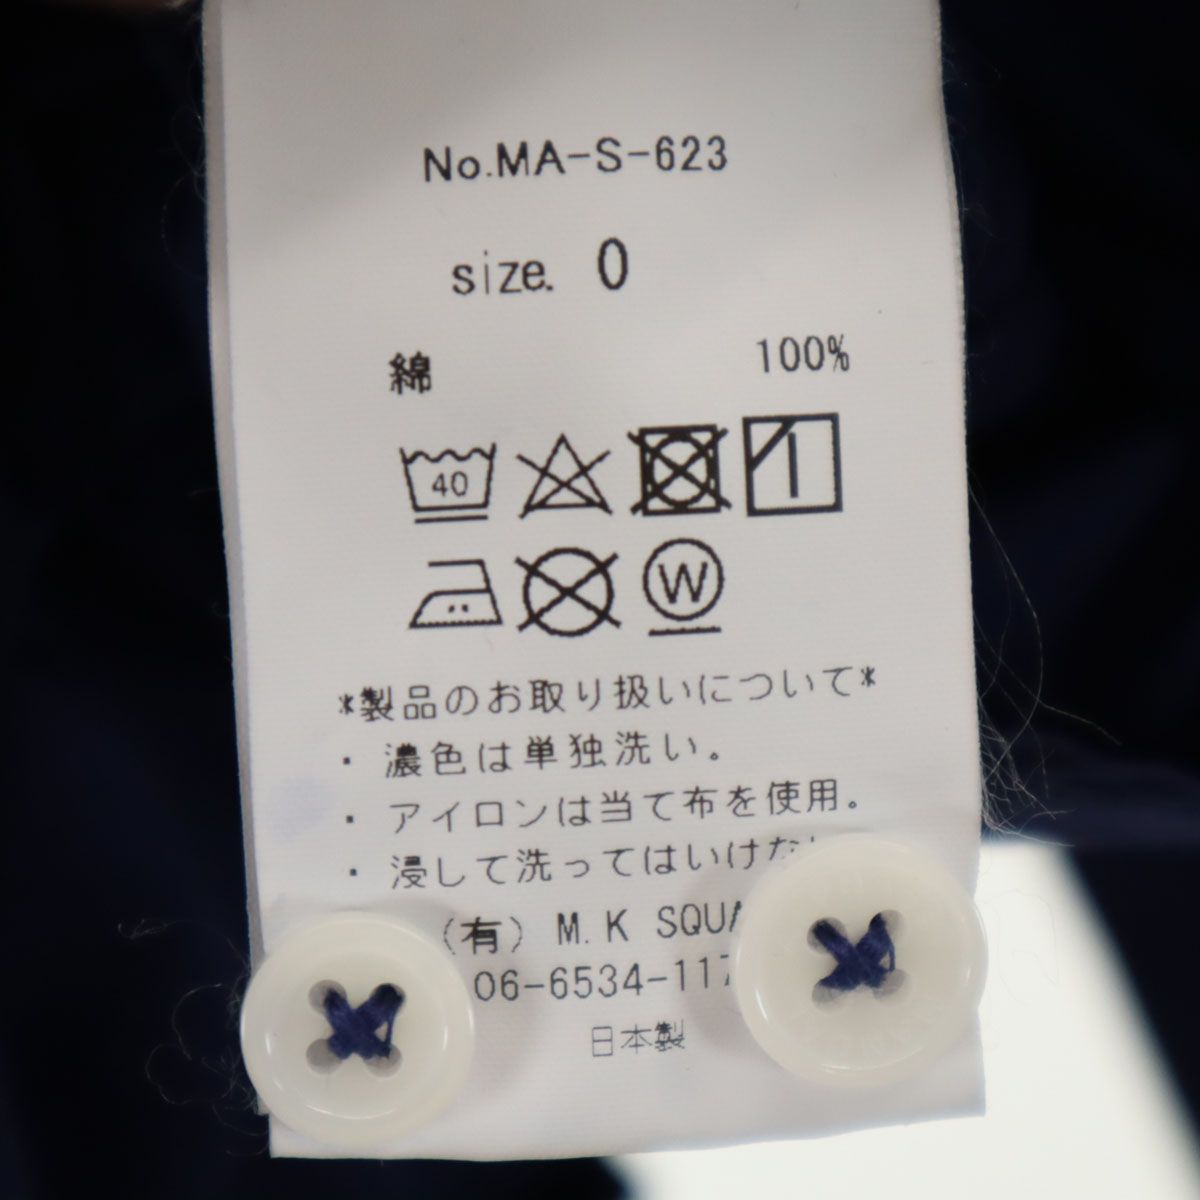 No.MA-S-623
size. 0
綿 100%
40
W
*製品のお取り扱いについて*
・濃色は単独洗い。
・アイロンは当て布を使用。
・浸して洗ってはいけな
(有) M.K
06-6534-117
日本製